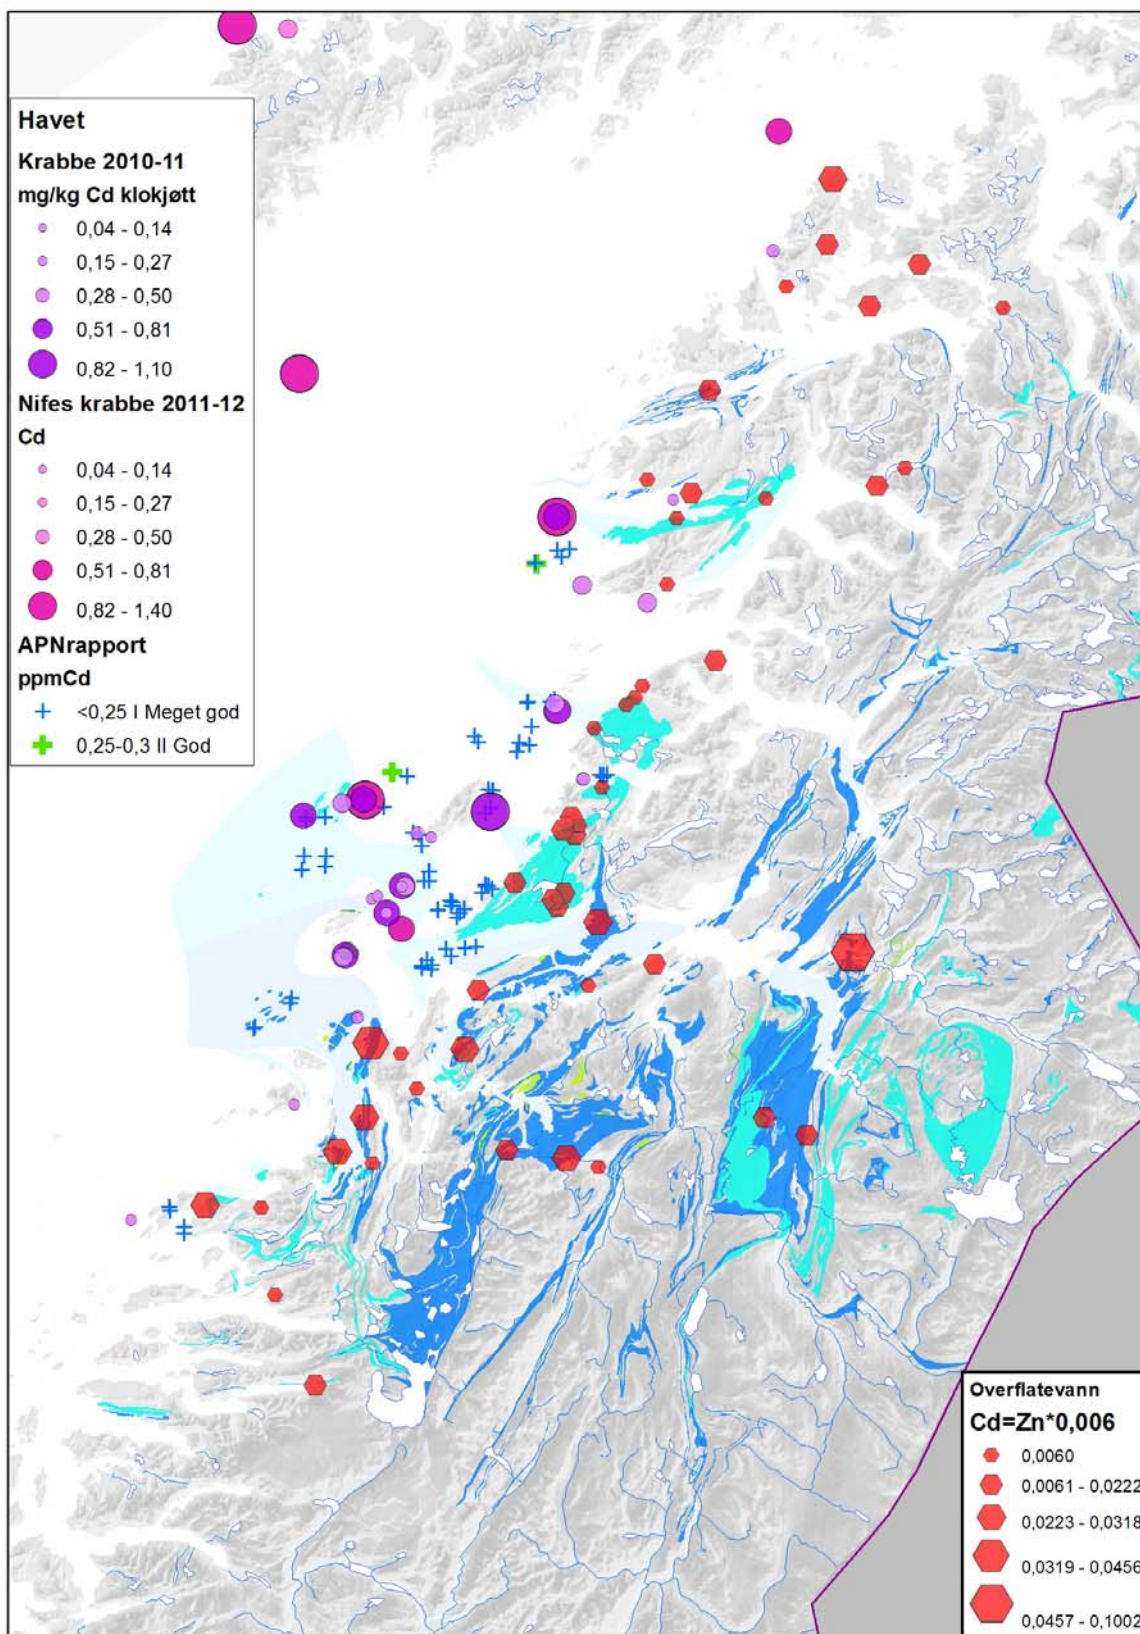 Havet
Krabbe 2010-11
mg/kg Cd klokjøtt
0,04 - 0,14
0,15 - 0,27
0,28 - 0,50
0,51 - 0,81
0,82 - 1,10
Nifes krabbe 2011-12
Cd
0,04 - 0,14
0,15 - 0,27
0,28 - 0,50
0,51 - 0,81
0,82 - 1,40
APNrapport
ppmCd
<0,25 I Meget god
0,25-0,3 II God
Overflatevann
Cd=Zn*0,006
0,0060
0,0061 - 0,0222
0,0223 - 0,0318
0,0319 - 0,0456
0,0457 - 0,1002